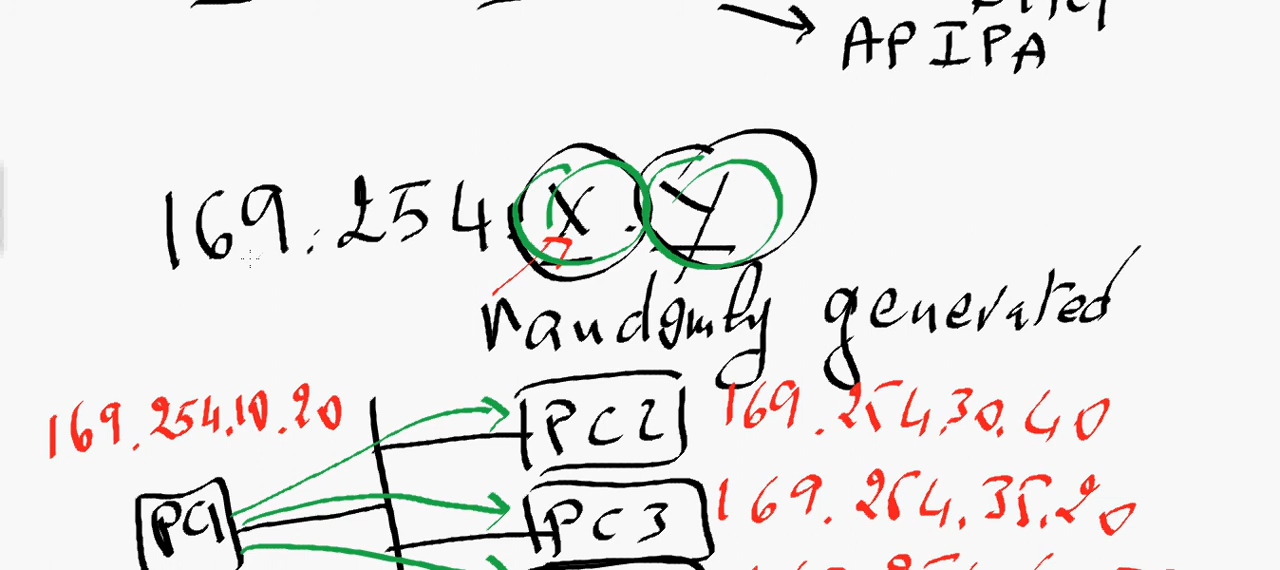 APIPA
169.254.X.Y
randomly generated
169.254.10.20
PC2
169.254.30.40
PC1
PC3
169.254.35.20